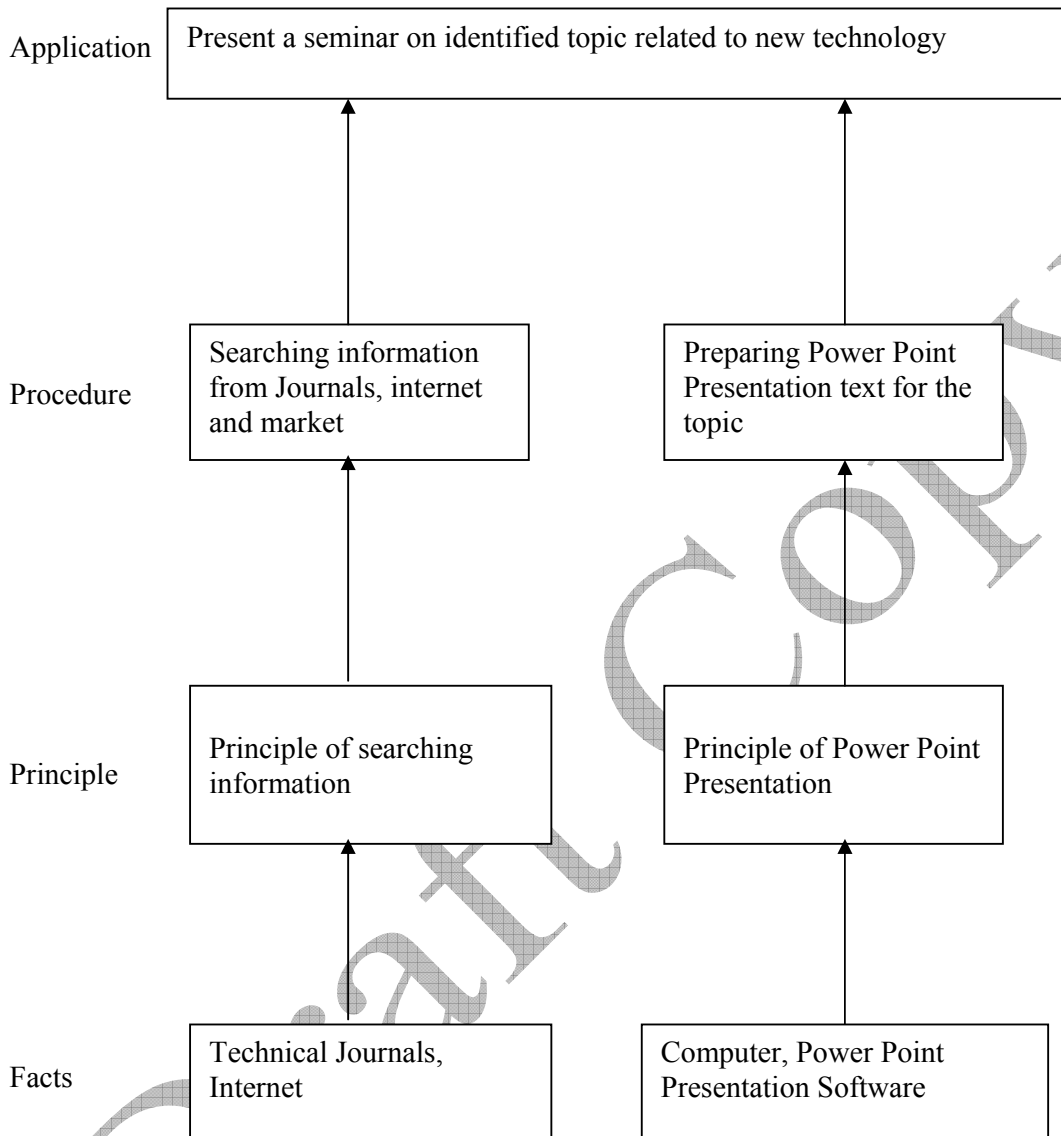 Application
Present a seminar on identified topic related to new technology
Procedure
Searching information
from Journals, internet
and market
Preparing Power Point
Presentation text for the
topic
Principle
Principle of searching
information
Principle of Power Point
Presentation
Facts
Technical Journals,
Internet
Computer, Power Point
Presentation Software